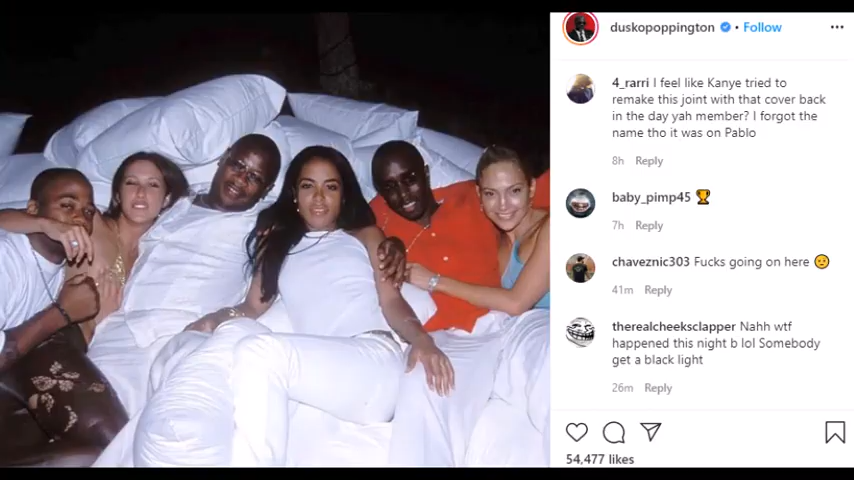 duskopoppington • Follow
4_rarri I feel like Kanye tried to
remake this joint with that cover back
in the day yah member? I forgot the
name tho it was on Pablo
8h Reply
baby_pimp45 🏆
7h Reply
chaveznic303 Fucks going on here 🫡
41m Reply
therealcheeksclapper Nahh wtf
happened this night b lol Somebody
get a black light
26m Reply
54,477 likes